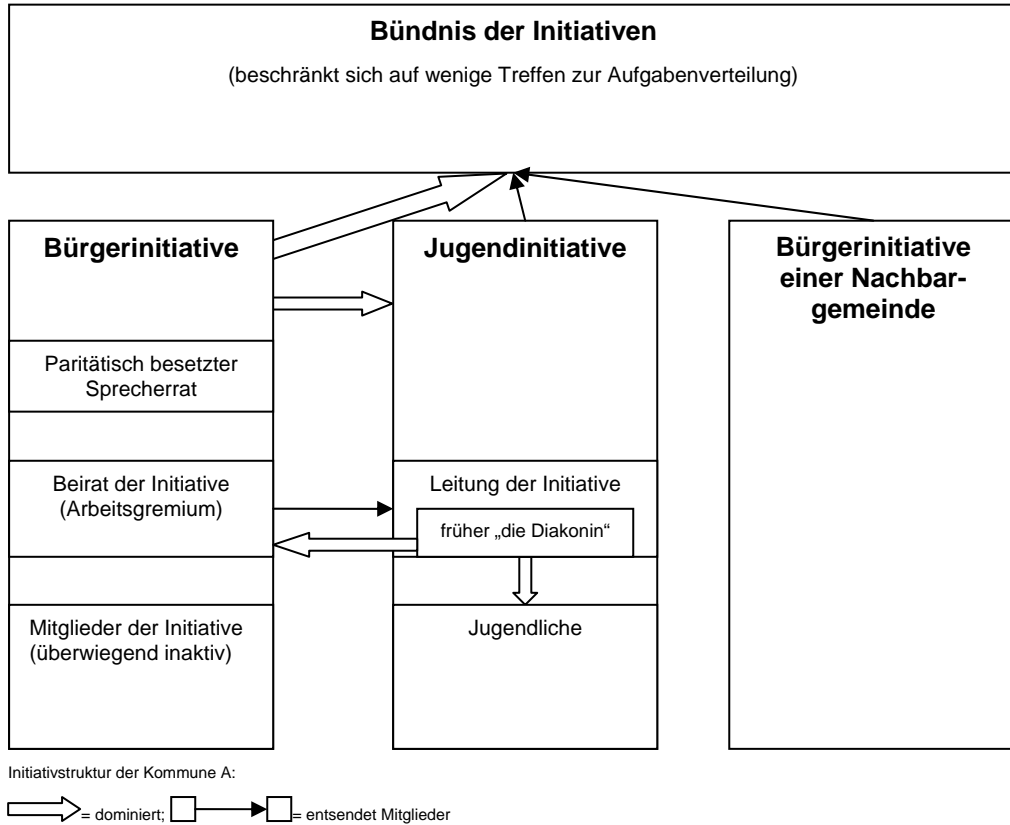 Bündnis der Initiativen
(beschränkt sich auf wenige Treffen zur Aufgabenverteilung)
Bürgerinitiative
Paritätisch besetzter
Sprecherrat
Beirat der Initiative
(Arbeitsgremium)
Mitglieder der Initiative
(überwiegend inaktiv)
Jugendinitiative
Leitung der Initiative
früher „die Diakonin“
Jugendliche
Bürgerinitiative
einer Nachbar-
gemeinde
Initiativstruktur der Kommune A:
= dominiert; = entsendet Mitglieder